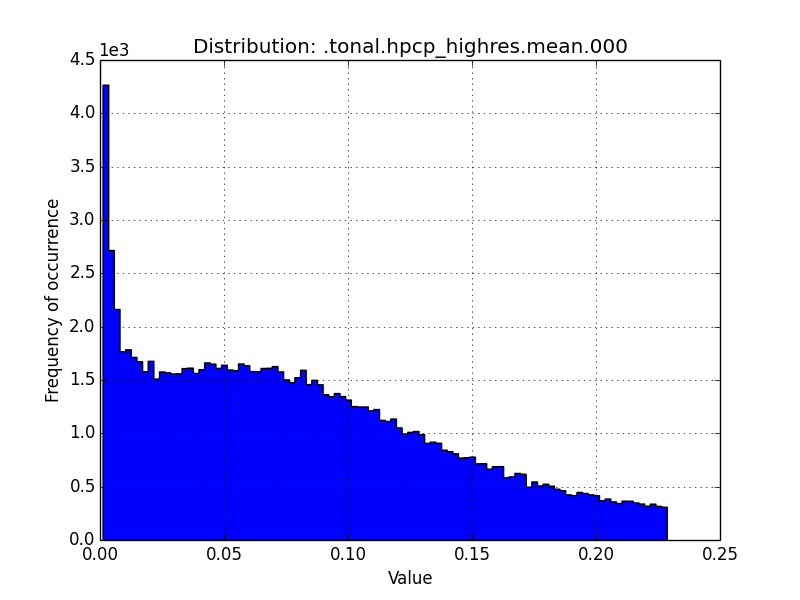 Distribution: .tonal.hpcp_highres.mean.000
1e3
4.5
4.0
3.5
3.0
2.5
2.0
1.5
1.0
0.5
0.0
Frequency of occurrence
0.00 0.05 0.10 0.15 0.20 0.25
Value